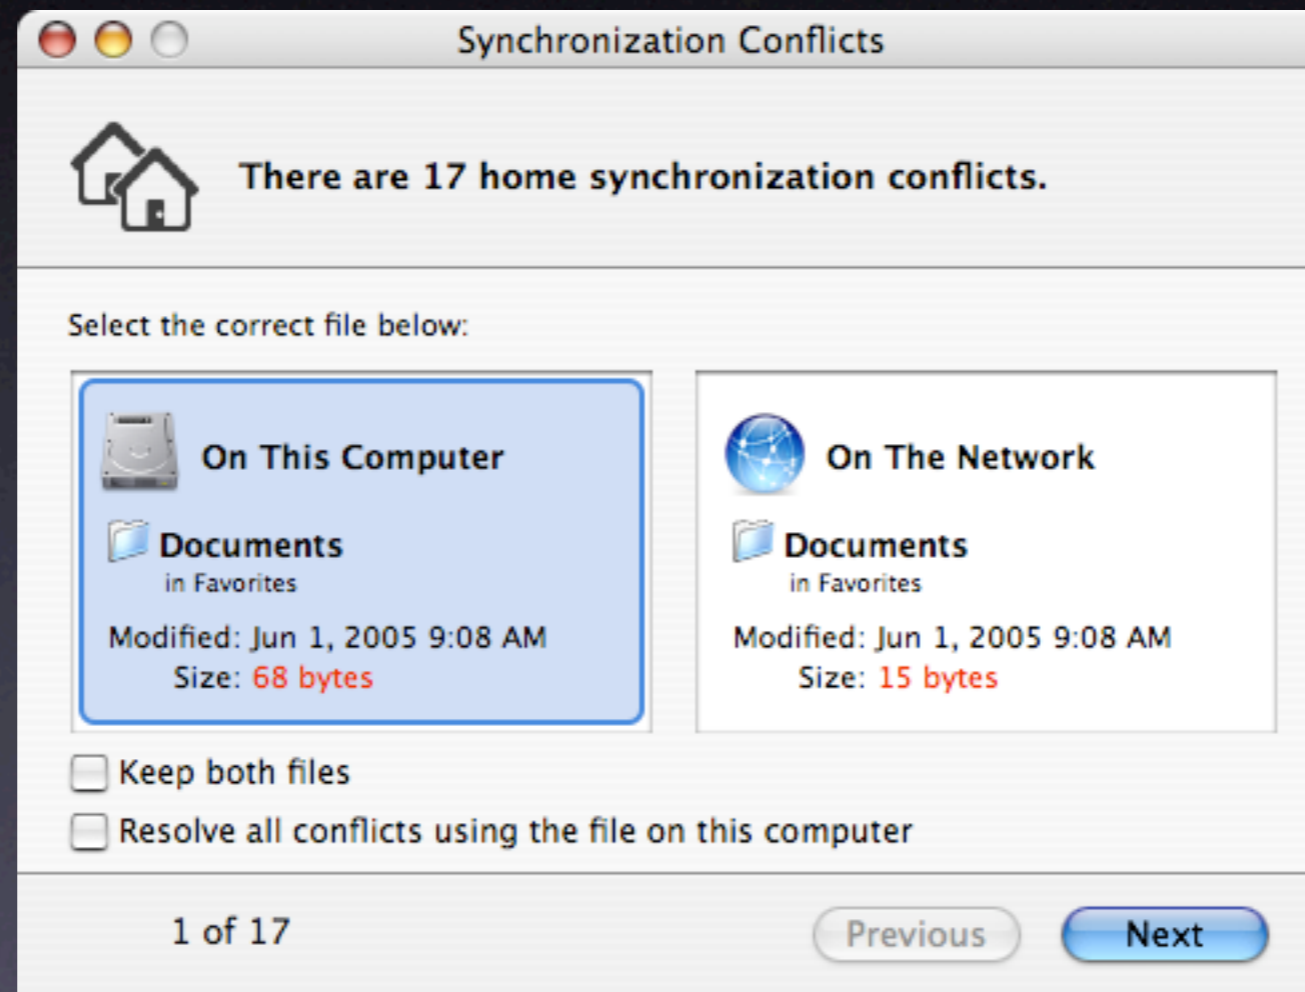 Synchronization Conflicts
There are 17 home synchronization conflicts.
Select the correct file below:
On This Computer
Documents
in Favorites
Modified: Jun 1, 2005 9:08 AM
Size: 68 bytes
On The Network
Documents
in Favorites
Modified: Jun 1, 2005 9:08 AM
Size: 15 bytes
Keep both files
Resolve all conflicts using the file on this computer
1 of 17
Previous
Next